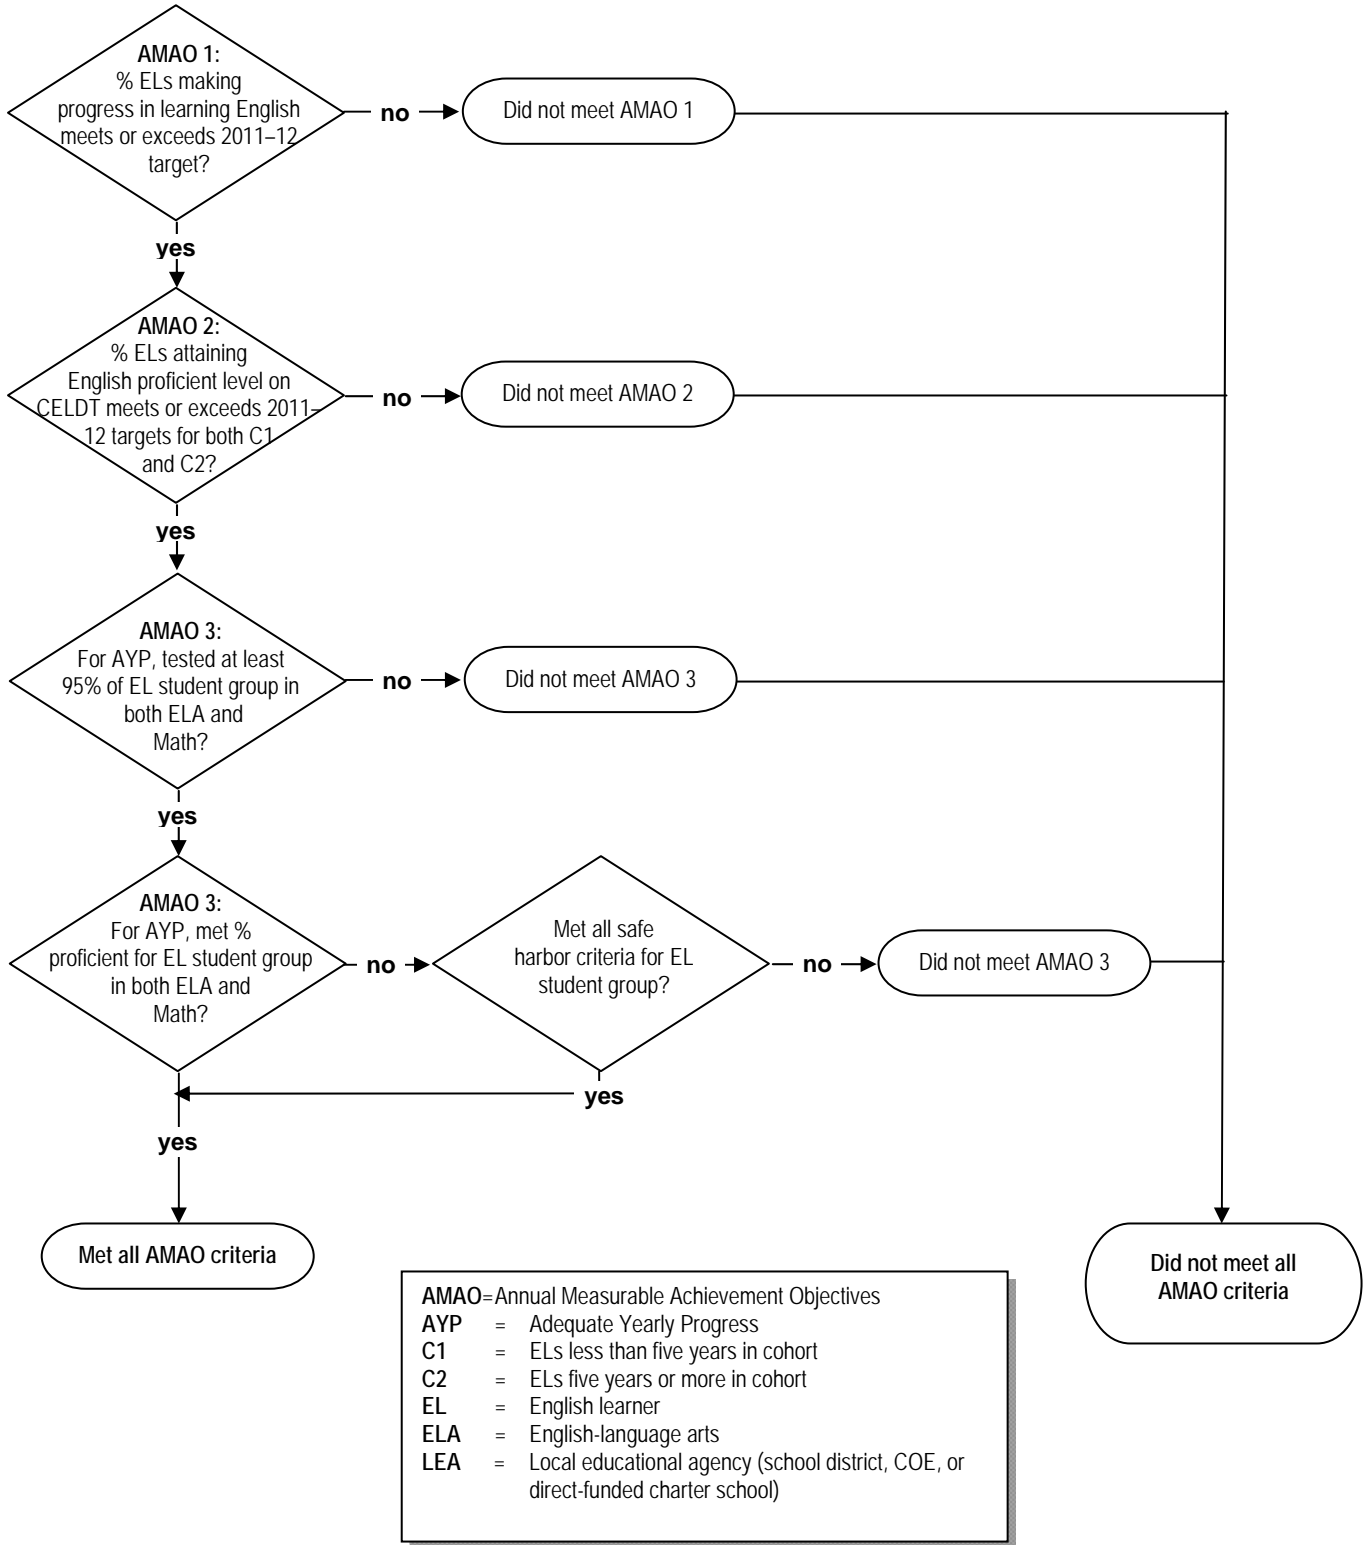 AMAO 1:
% ELs making
progress in learning English
meets or exceeds 2011–12
target?
no
Did not meet AMAO 1
yes
AMAO 2:
% ELs attaining
English proficient level on
CELDT meets or exceeds 2011–
12 targets for both C1
and C2?
no
Did not meet AMAO 2
yes
AMAO 3:
For AYP, tested at least
95% of EL student group in
both ELA and
Math?
no
Did not meet AMAO 3
yes
AMAO 3:
For AYP, met %
proficient for EL student group
in both ELA and
Math?
no
Met all safe
harbor criteria for EL
student group?
no
Did not meet AMAO 3
yes
yes
Met all AMAO criteria
Did not meet all
AMAO criteria
AMAO=Annual Measurable Achievement Objectives
AYP = Adequate Yearly Progress
C1 = ELs less than five years in cohort
C2 = ELs five years or more in cohort
EL = English learner
ELA = English-language arts
LEA = Local educational agency (school district, COE, or
direct-funded charter school)